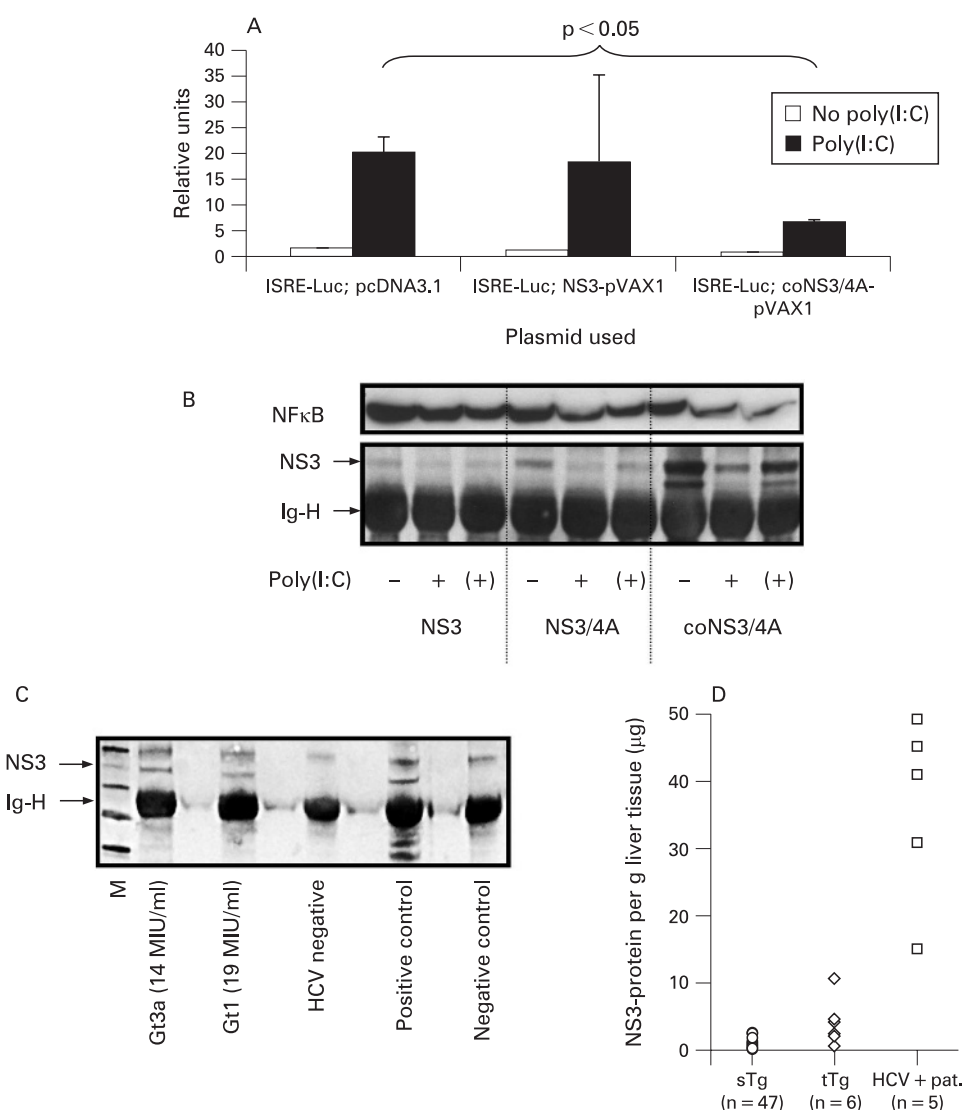 A
p < 0.05
40
35
30
25
20
15
10
5
0
Relative units
No poly(I:C)
Poly(I:C)
ISRE-Luc; pcDNA3.1
ISRE-Luc; NS3-pVAX1
ISRE-Luc; coNS3/4A-
pVAX1
Plasmid used
B
NFκB
NS3
Ig-H
Poly(I:C) – + (+) – + (+) – + (+)
NS3 NS3/4A coNS3/4A
C
NS3
Ig-H
M
Gt3a (14 MIU/ml)
Gt1 (19 MIU/ml)
HCV negative
Positive control
Negative control
D
NS3-protein per g liver tissue (μg)
50
40
30
20
10
0
sTg tTg HCV + pat.
(n = 47) (n = 6) (n = 5)